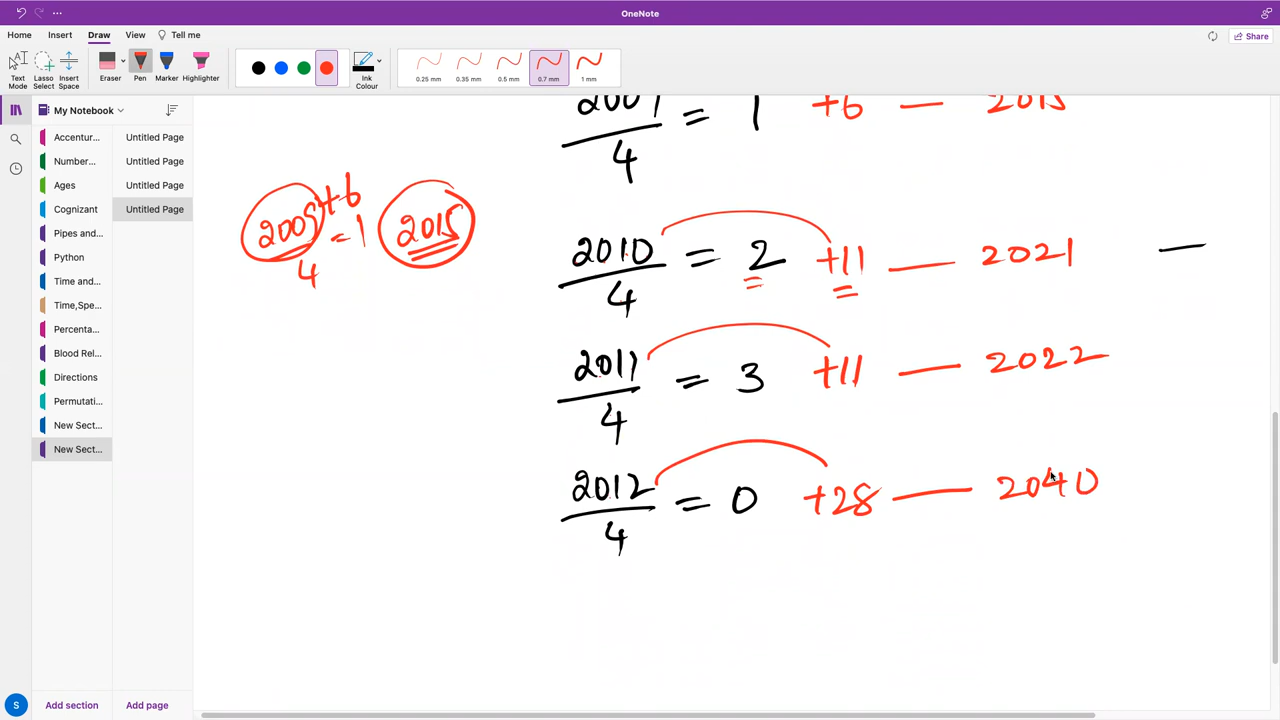 OneNote
Home Insert Draw View Tell me
Share
Text Mode
Lasso Select
Insert Space
Eraser
Pen
Marker
Highlighter
Ink Colour
0.25 mm
0.35 mm
0.5 mm
0.7 mm
1 mm
My Notebook
Accentur...
Number...
Ages
Cognizant
Pipes and...
Python
Time and...
Time,Spe...
Percenta...
Blood Rel...
Directions
Permutati...
New Sect...
New Sect...
Untitled Page
Untitled Page
Untitled Page
Untitled Page
2009/4 = 1 +6 — 2015
2009/4 = 1 +6 2015
2010/4 = 2 +11 — 2021 —
2011/4 = 3 +11 — 2022
2012/4 = 0 +28 — 2040
S
Add section
Add page